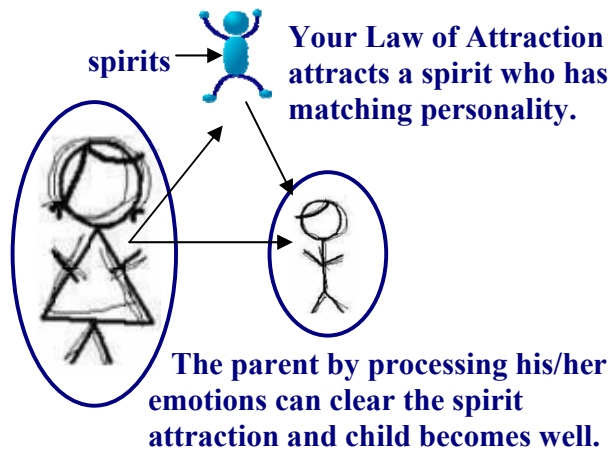 spirits
Your Law of Attraction
attracts a spirit who has
matching personality.
The parent by processing his/her
emotions can clear the spirit
attraction and child becomes well.